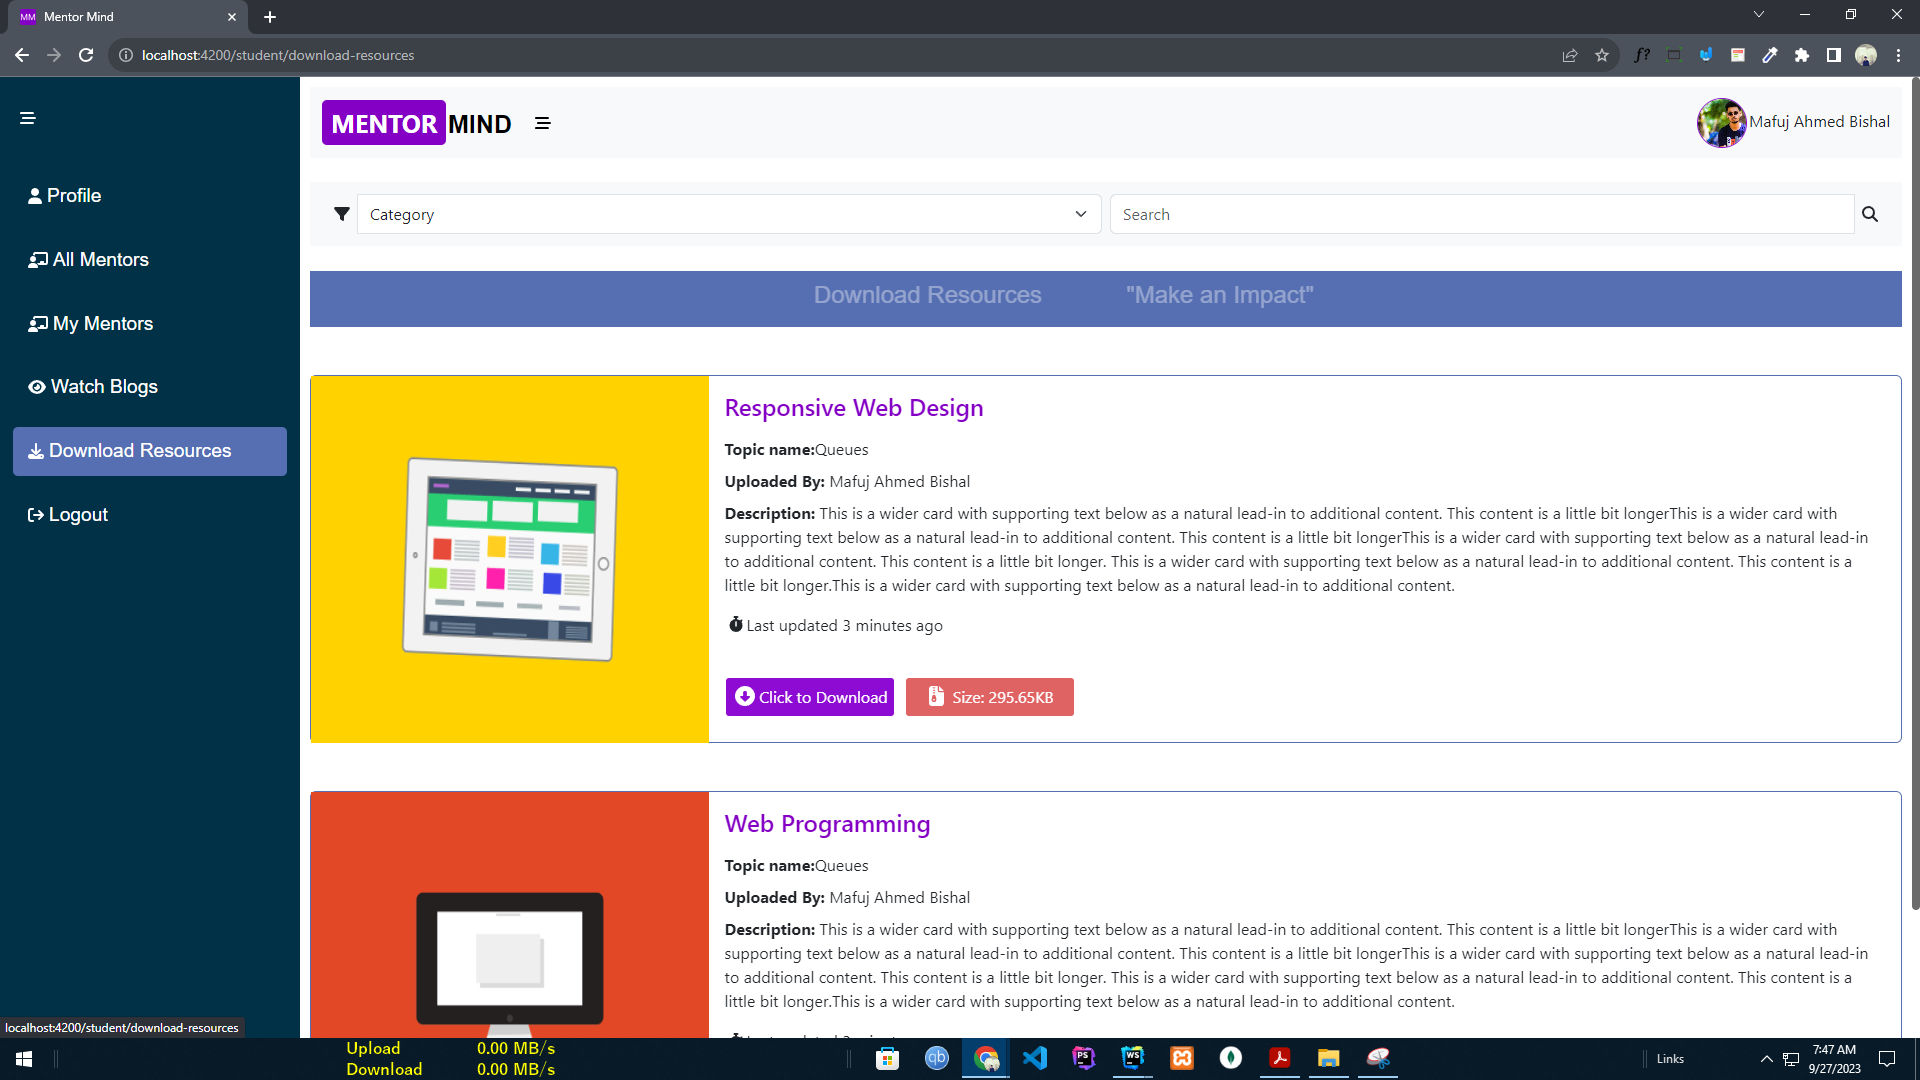 MM Mentor Mind
localhost:4200/student/download-resources
f?
MENTOR MIND
Mafuj Ahmed Bishal
Profile
All Mentors
My Mentors
Watch Blogs
Download Resources
Logout
Category
Search
Download Resources "Make an Impact"
Responsive Web Design
Topic name:Queues
Uploaded By: Mafuj Ahmed Bishal
Description: This is a wider card with supporting text below as a natural lead-in to additional content. This content is a little bit longerThis is a wider card with
supporting text below as a natural lead-in to additional content. This content is a little bit longerThis is a wider card with supporting text below as a natural lead-in
to additional content. This content is a little bit longer. This is a wider card with supporting text below as a natural lead-in to additional content. This content is a
little bit longer.This is a wider card with supporting text below as a natural lead-in to additional content.
Last updated 3 minutes ago
Click to Download
Size: 295.65KB
Web Programming
Topic name:Queues
Uploaded By: Mafuj Ahmed Bishal
Description: This is a wider card with supporting text below as a natural lead-in to additional content. This content is a little bit longerThis is a wider card with
supporting text below as a natural lead-in to additional content. This content is a little bit longerThis is a wider card with supporting text below as a natural lead-in
to additional content. This content is a little bit longer. This is a wider card with supporting text below as a natural lead-in to additional content. This content is a
little bit longer.This is a wider card with supporting text below as a natural lead-in to additional content.
localhost:4200/student/download-resources
Upload 0.00 MB/s
Download 0.00 MB/s
qb
PS
WS
Links
7:47 AM
9/27/2023